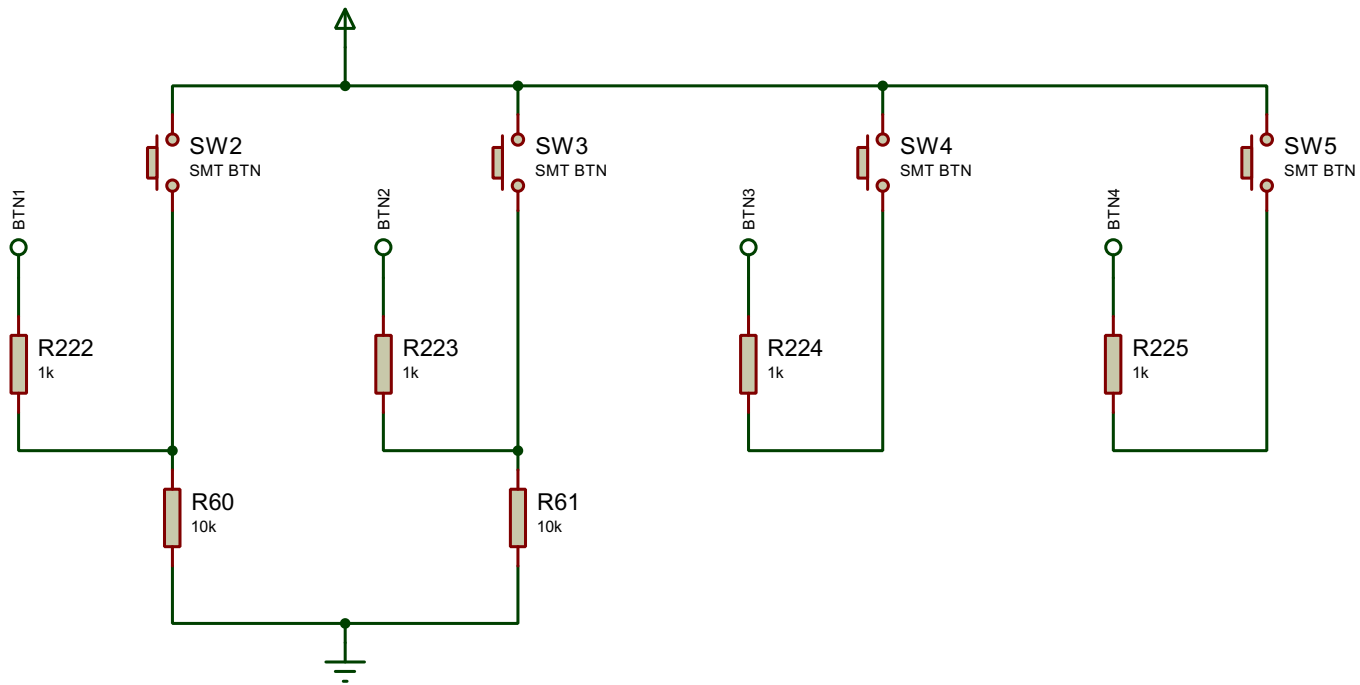 SW2
SMT BTN
SW3
SMT BTN
SW4
SMT BTN
SW5
SMT BTN
BTN1
BTN2
BTN3
BTN4
R222
1k
R223
1k
R224
1k
R225
1k
R60
10k
R61
10k